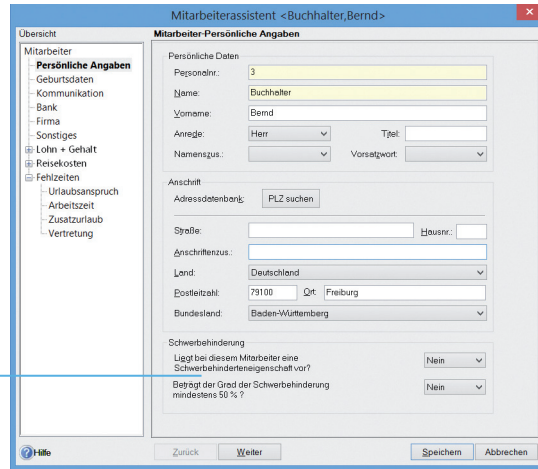 Mitarbeiterassistent <Buchhalter,Bernd>
Übersicht
Mitarbeiter
Persönliche Angaben
Geburtsdaten
Kommunikation
Bank
Firma
Sonstiges
Lohn + Gehalt
Reisekosten
Fehlzeiten
Urlaubsanspruch
Arbeitszeit
Zusatzurlaub
Vertretung
Mitarbeiter-Persönliche Angaben
Persönliche Daten
Personalnr.: 3
Name: Buchhalter
Vorname: Bernd
Anrede: Herr Titel:
Namenszus.: Vorsatzwort:
Anschrift
Adressdatenbank: PLZ suchen
Straße: Hausnr.:
Anschriftenzus.:
Land: Deutschland
Postleitzahl: 79100 Ort: Freiburg
Bundesland: Baden-Württemberg
Schwerbehinderung
Liegt bei diesem Mitarbeiter eine
Schwerbehinderteneigenschaft vor? Nein
Beträgt der Grad der Schwerbehinderung
mindestens 50 % ? Nein
Hilfe Zurück Weiter Speichern Abbrechen